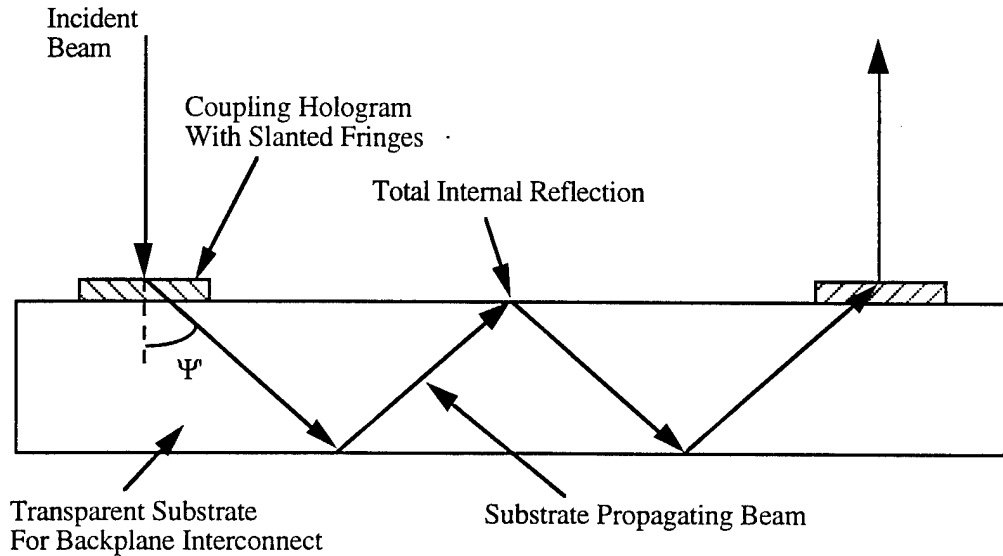 Incident
Beam
Coupling Hologram
With Slanted Fringes
Total Internal Reflection
Ψ
Transparent Substrate
For Backplane Interconnect
Substrate Propagating Beam